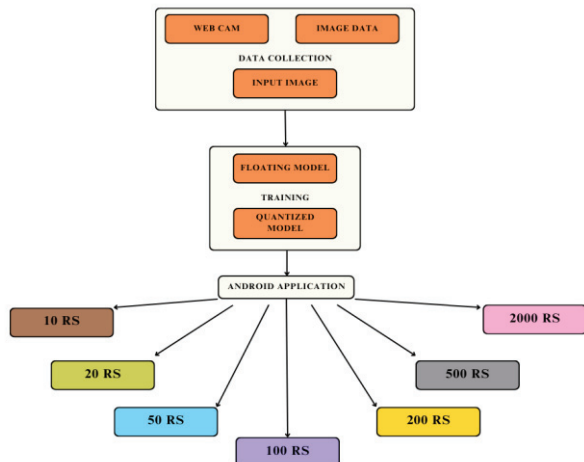 WEB CAM
IMAGE DATA
DATA COLLECTION
INPUT IMAGE
FLOATING MODEL
TRAINING
QUANTIZED
MODEL
ANDROID APPLICATION
10 RS
2000 RS
20 RS
500 RS
50 RS
200 RS
100 RS